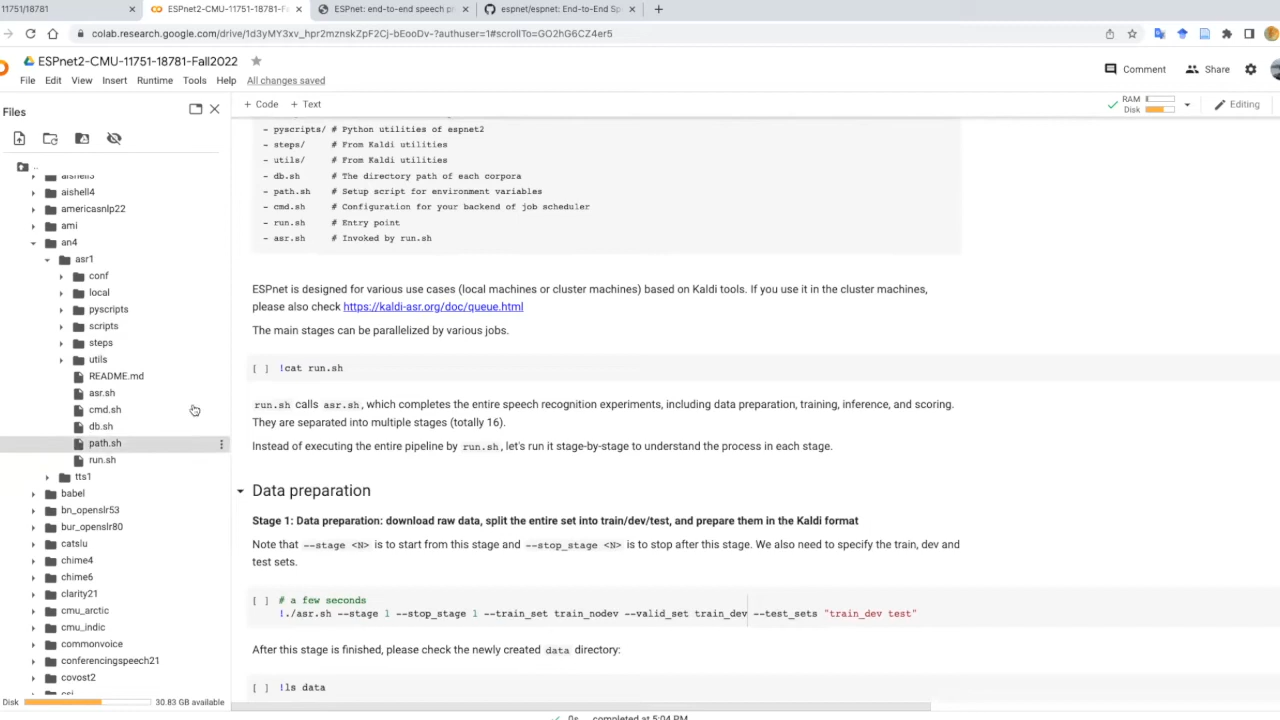 11751/18781
ESPnet2-CMU-11751-18781-Fa
ESPnet: end-to-end speech pr
espnet/espnet: End-to-End Sp
colab.research.google.com/drive/1d3yMY3xv_hpr2mznskZpF2Cj-bEooDv-?authuser=1#scrollTo=GO2hG6CZ4er5
ESPnet2-CMU-11751-18781-Fall2022
File Edit View Insert Runtime Tools Help All changes saved
Comment
Share
Files
+ Code + Text
RAM
Disk
Editing
..
aishell3
aishell4
americasnlp22
ami
an4
asr1
conf
local
pyscripts
scripts
steps
utils
README.md
asr.sh
cmd.sh
db.sh
path.sh
run.sh
tts1
babel
bn_openslr53
bur_openslr80
catslu
chime4
chime6
clarity21
cmu_arctic
cmu_indic
commonvoice
conferencingspeech21
covost2
csj
Disk 30.83 GB available
- pyscripts/ # Python utilities of espnet2
- steps/ # From Kaldi utilities
- utils/ # From Kaldi utilities
- db.sh # The directory path of each corpora
- path.sh # Setup script for environment variables
- cmd.sh # Configuration for your backend of job scheduler
- run.sh # Entry point
- asr.sh # Invoked by run.sh
ESPnet is designed for various use cases (local machines or cluster machines) based on Kaldi tools. If you use it in the cluster machines,
please also check https://kaldi-asr.org/doc/queue.html
The main stages can be parallelized by various jobs.
[ ] !cat run.sh
run.sh calls asr.sh, which completes the entire speech recognition experiments, including data preparation, training, inference, and scoring.
They are separated into multiple stages (totally 16).
Instead of executing the entire pipeline by run.sh, let's run it stage-by-stage to understand the process in each stage.
Data preparation
Stage 1: Data preparation: download raw data, split the entire set into train/dev/test, and prepare them in the Kaldi format
Note that --stage <N> is to start from this stage and --stop_stage <N> is to stop after this stage. We also need to specify the train, dev and
test sets.
[ ] # a few seconds
!./asr.sh --stage 1 --stop_stage 1 --train_set train_nodev --valid_set train_dev --test_sets "train_dev test"
After this stage is finished, please check the newly created data directory:
[ ] !ls data
0s completed at 5:04 PM